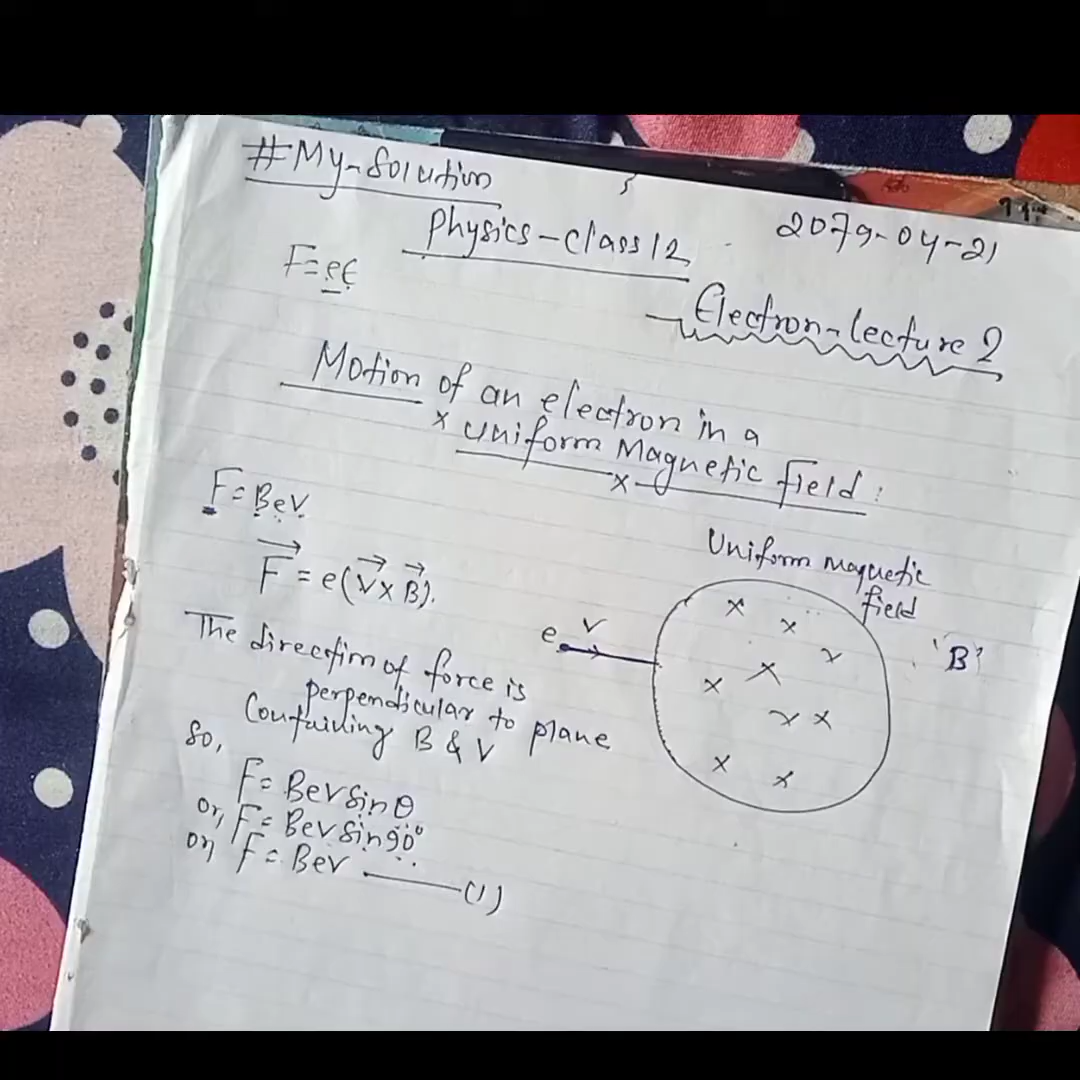 #My-Solution
Physics-class 12
2079-04-21
F=eE
Electron-lecture 2
Motion of an electron in a
x Uniform Magnetic field :
x
F=BeV
F = e(V×B).
Uniform magnetic
field
'B'
e V
x x
x x x
x x x
x x
The direction of force is
perpendicular to plane
Containing B & V
So,
F= BeVSinθ
or, F= BeVSin90°
or, F= BeV ——— (1)